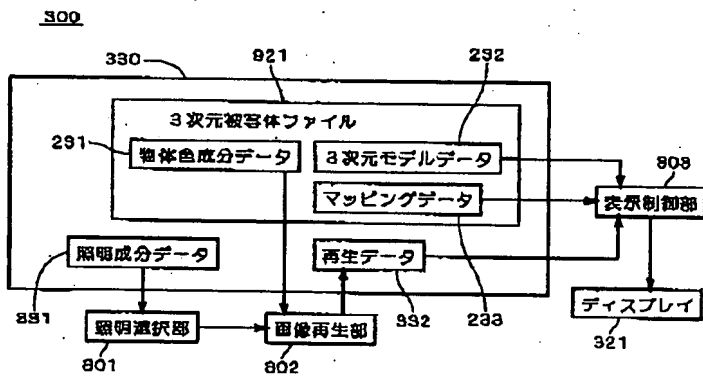 300
330
921
232
3次元被写体ファイル
291
物体色成分データ
3次元モデルデータ
803
マッピングデータ
表示制御部
照明成分データ
再生データ
391
992
233
ディスプレイ
照明選択部
画像再生部
321
801
802